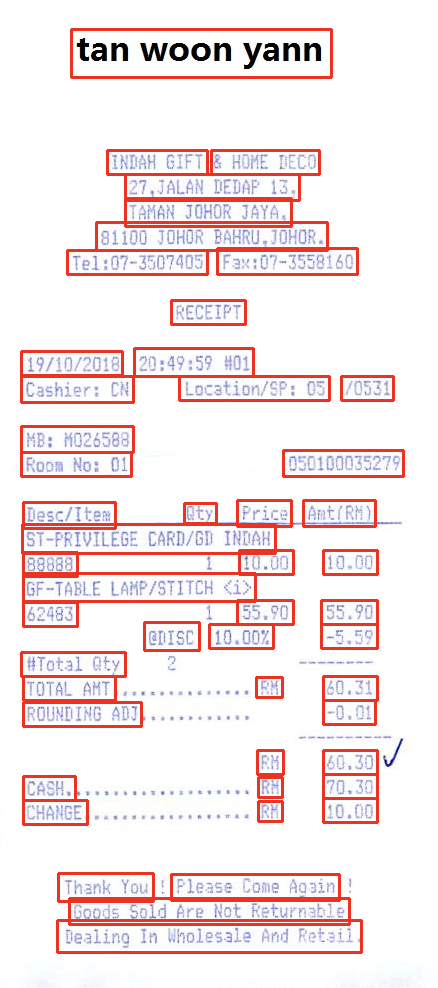 tan woon yann
INDAH GIFT & HOME DECO
27,JALAN DEDAP 13,
TAMAN JOHOR JAYA,
81100 JOHOR BAHRU,JOHOR.
Tel:07-3507405 Fax:07-3558160
RECEIPT
19/10/2018 20:49:59 #01
Cashier: CN Location/SP: 05 /0531
MB: M026588
Room No: 01 050100035279
Desc/Item Qty Price Amt(RM)
ST-PRIVILEGE CARD/GD INDAH
88888 1 10.00 10.00
GF-TABLE LAMP/STITCH <i>
62483 1 55.90 55.90
@DISC 10.00% -5.59
#Total Qty 2 --------
TOTAL AMT.............. RM 60.31
ROUNDING ADJ............ -0.01
----------
RM 60.30
CASH................... RM 70.30
CHANGE ................ RM 10.00
Thank You ! Please Come Again !
Goods Sold Are Not Returnable
Dealing In Wholesale And Retail.